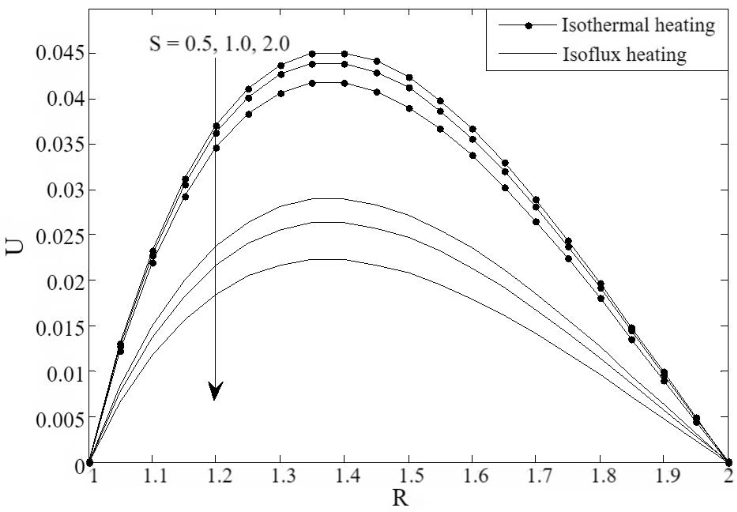 Isothermal heating
Isoflux heating
S = 0.5, 1.0, 2.0
0.045
0.04
0.035
0.03
0.025
0.02
0.015
0.01
0.005
0
U
1 1.1 1.2 1.3 1.4 1.5 1.6 1.7 1.8 1.9 2
R